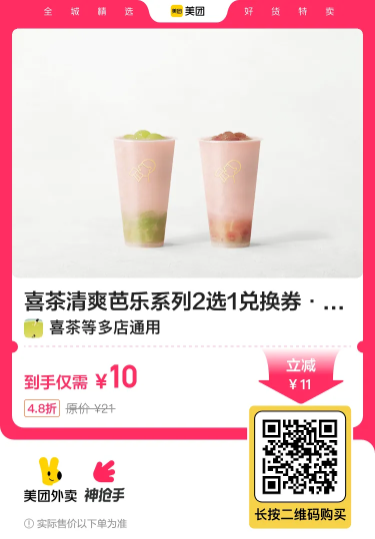 全城精选
美团
美团
好货特卖
喜茶清爽芭乐系列2选1兑换券·...
喜茶等多店通用
到手仅需 ¥10
立减
¥11
4.8折 原价 ¥21
美团外卖
神抢手
长按二维码购买
实际售价以下单为准